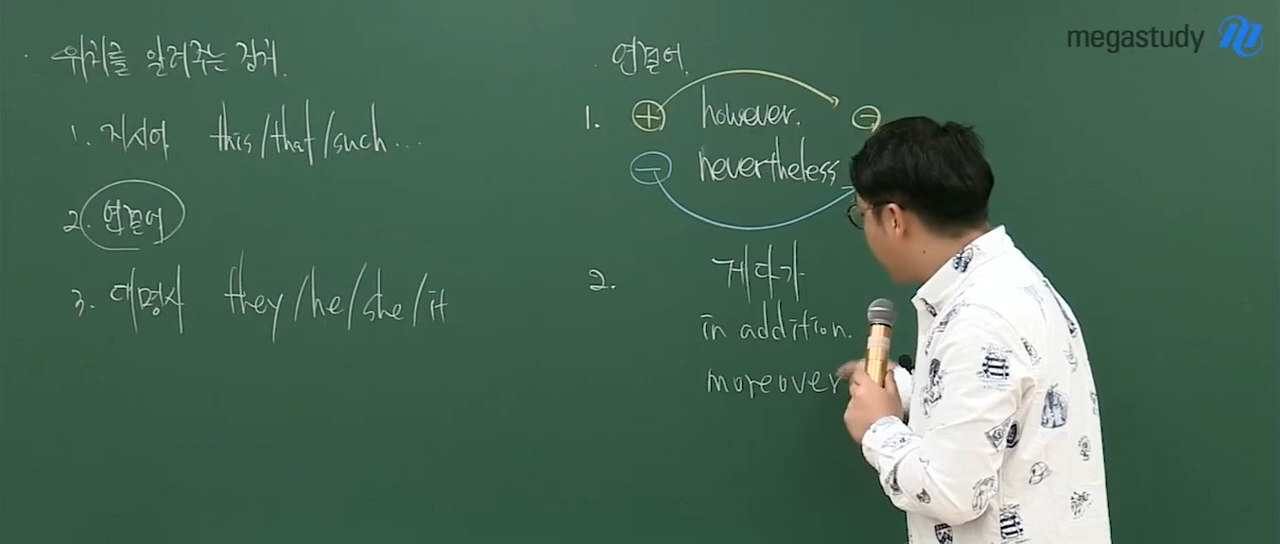 위치를 알려주는 장치.
1. 지시어 this/that/such...
2. 연결어
3. 대명사 they/he/she/it
연결어.
1. + however. -
- nevertheless
2. 게다가
in addition.
moreover
megastudy